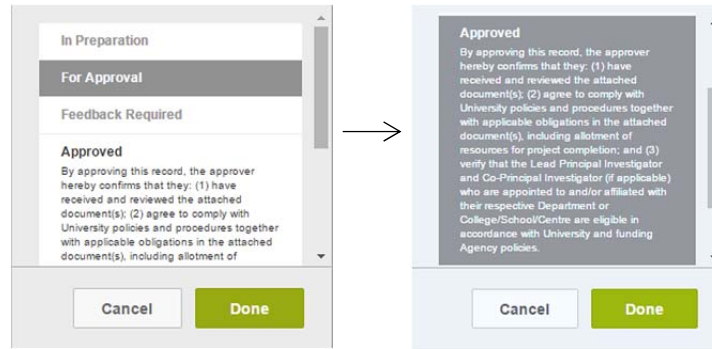 In Preparation
For Approval
Feedback Required
Approved
By approving this record, the approver
hereby confirms that they: (1) have
received and reviewed the attached
document(s); (2) agree to comply with
University policies and procedures together
with applicable obligations in the attached
document(s), including allotment of
Cancel
Done
Approved
By approving this record, the approver
hereby confirms that they: (1) have
received and reviewed the attached
document(s); (2) agree to comply with
University policies and procedures together
with applicable obligations in the attached
document(s), including allotment of
resources for project completion; and (3)
verify that the Lead Principal Investigator
and Co-Principal Investigator (if applicable)
who are appointed to and/or affiliated with
their respective Department or
College/School/Centre are eligible in
accordance with University and funding
Agency policies.
Cancel
Done